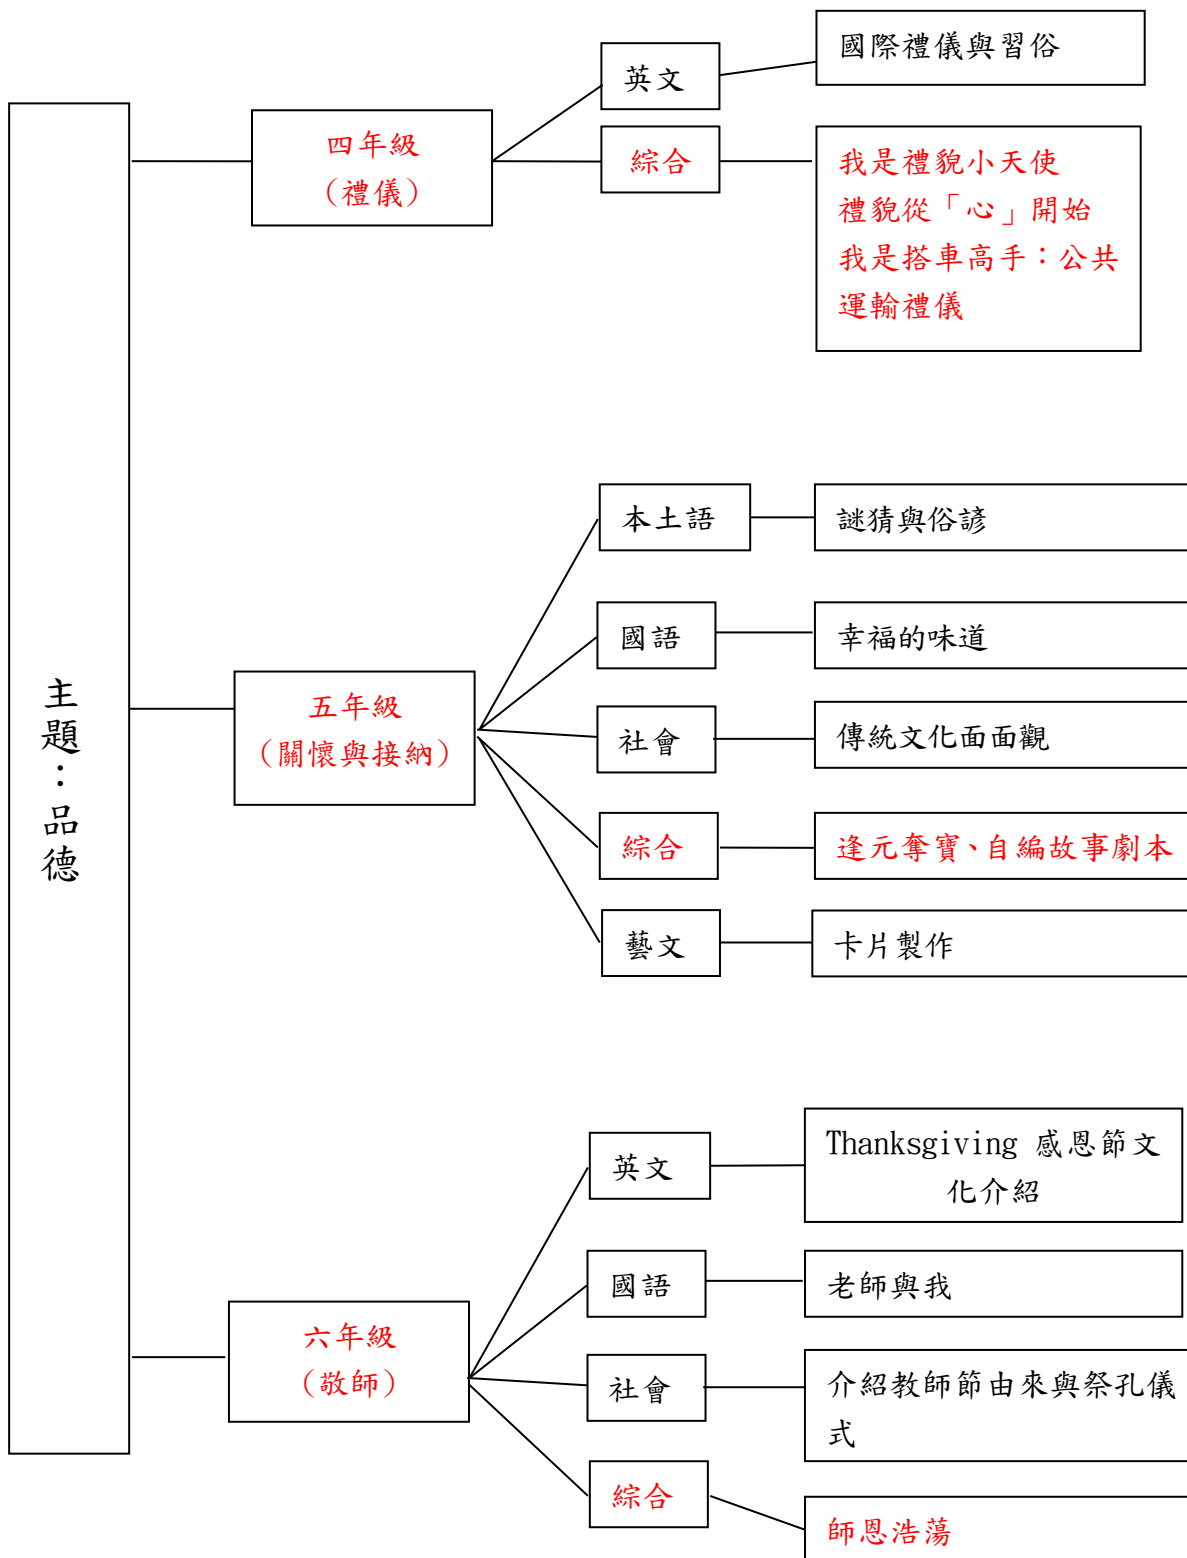 主題：品德
四年級
（禮儀）
英文
國際禮儀與習俗
綜合
我是禮貌小天使
禮貌從「心」開始
我是搭車高手：公共
運輸禮儀
五年級
（關懷與接納）
本土語
謎猜與俗諺
國語
幸福的味道
社會
傳統文化面面觀
綜合
逢元奪寶、自編故事劇本
藝文
卡片製作
六年級
（敬師）
英文
Thanksgiving 感恩節文
化介紹
國語
老師與我
社會
介紹教師節由來與祭孔儀
式
綜合
師恩浩蕩